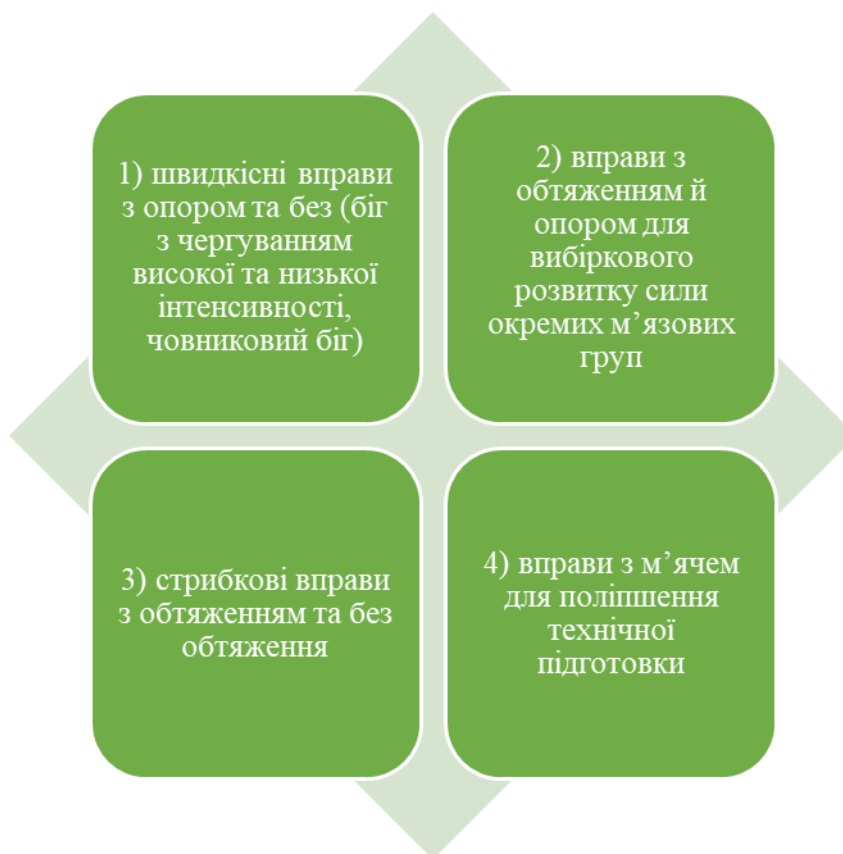 1) швидкісні вправи
з опором та без (біг
з чергуванням
високої та низької
інтенсивності,
човниковий біг)
2) вправи з
обтяженням й
опором для
вибіркового
розвитку сили
окремих м’язових
груп
3) стрибкові вправи
з обтяженням та без
обтяження
4) вправи з м’ячем
для поліпшення
технічної
підготовки